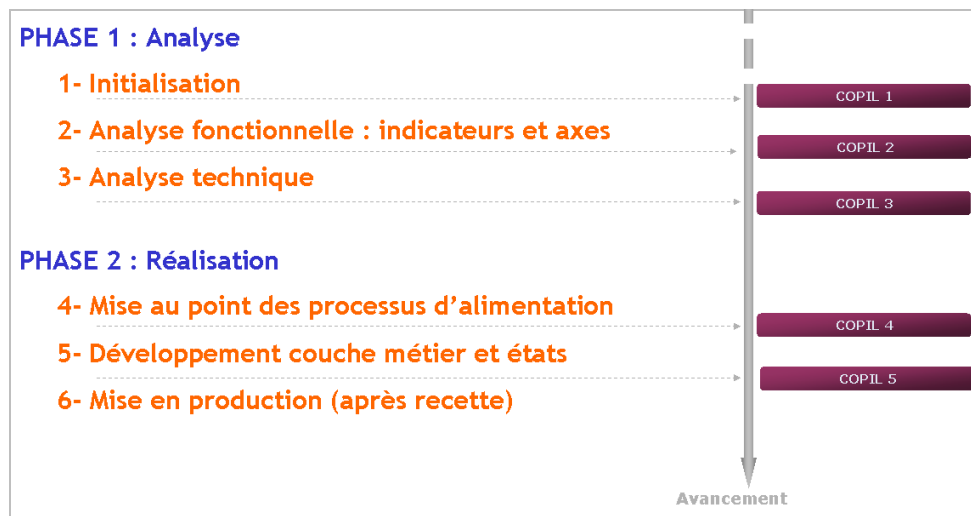 PHASE 1 : Analyse
1- Initialisation
COPIL 1
2- Analyse fonctionnelle : indicateurs et axes
COPIL 2
3- Analyse technique
COPIL 3
PHASE 2 : Réalisation
4- Mise au point des processus d’alimentation
COPIL 4
5- Développement couche métier et états
COPIL 5
6- Mise en production (après recette)
Avancement